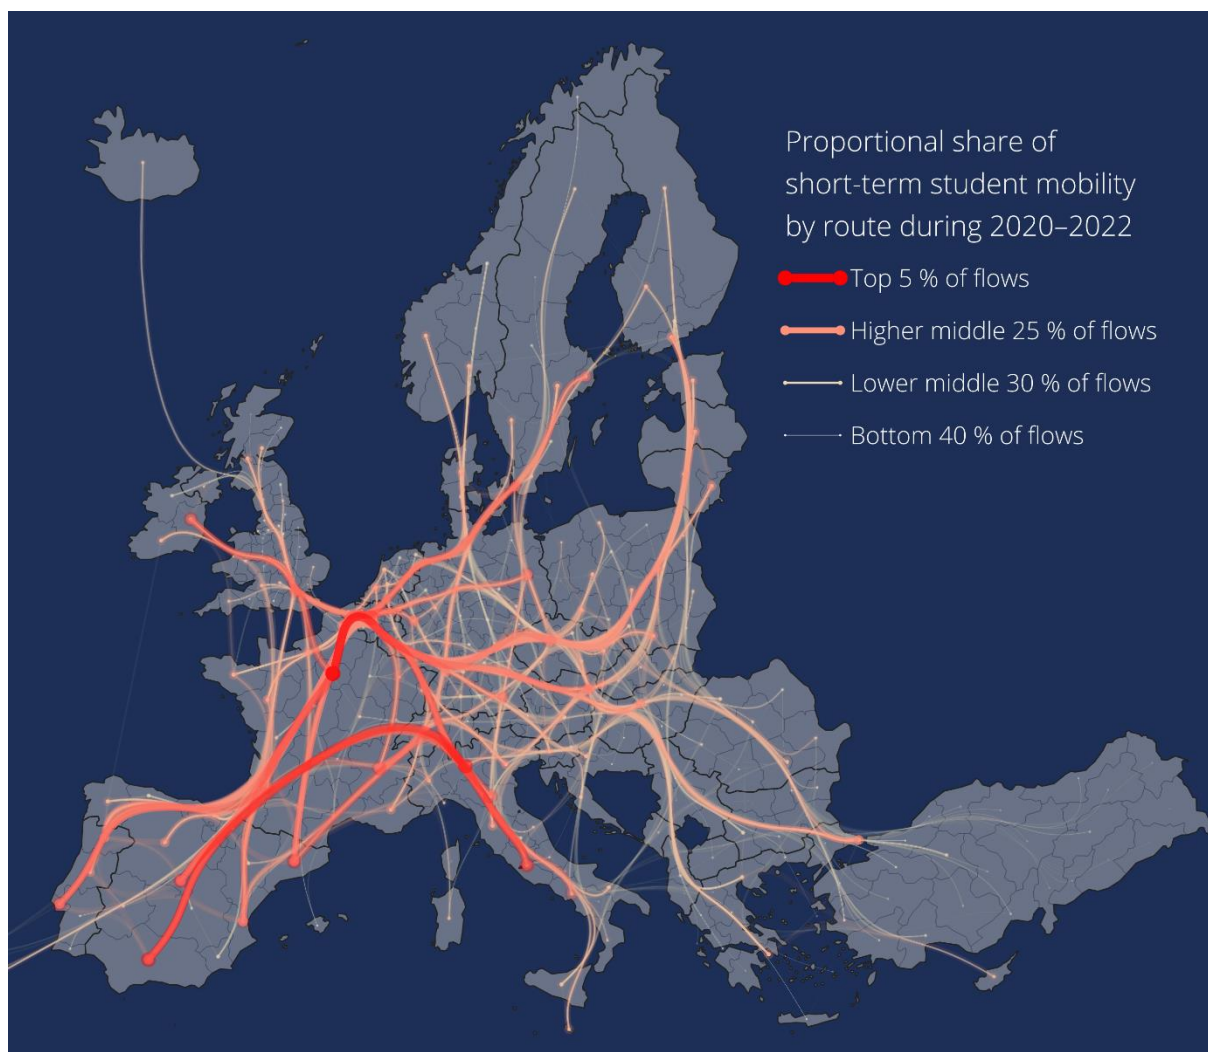 Proportional share of
short-term student mobility
by route during 2020–2022
Top 5 % of flows
Higher middle 25 % of flows
Lower middle 30 % of flows
Bottom 40 % of flows